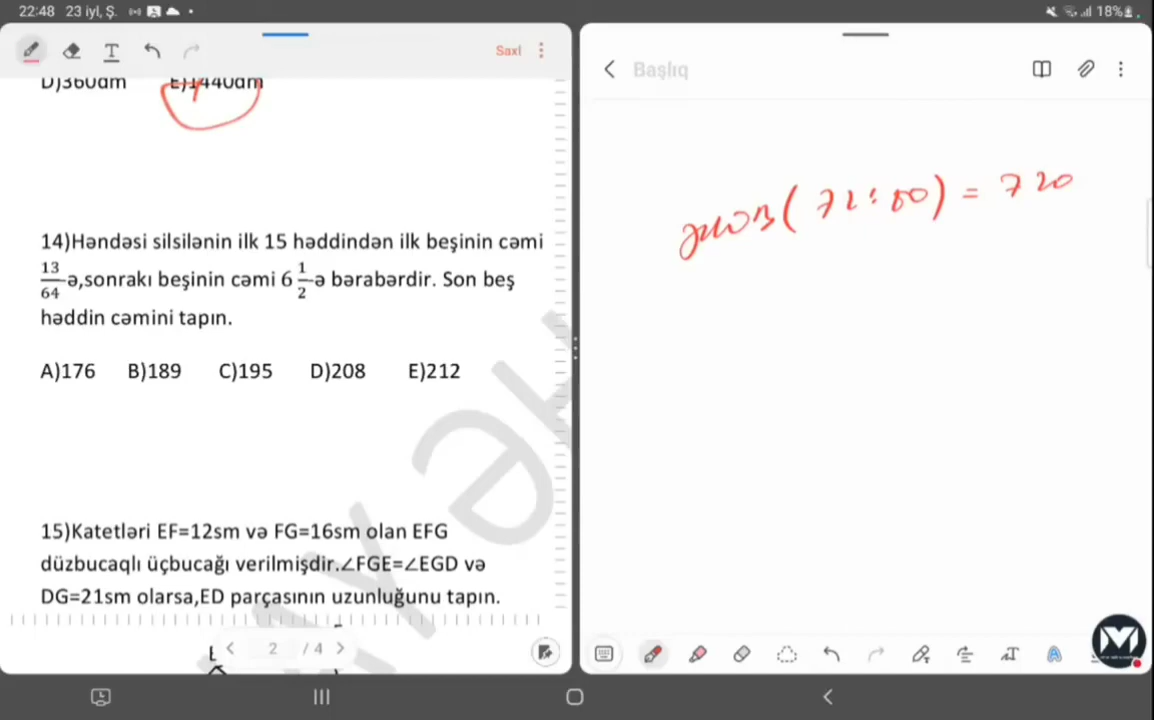 22:48 23 iyl, Ş.
18%
Saxl
Başlıq
D)360dm E)1440dm
ƏKOB(72:80) = 720
14)Həndəsi silsilənin ilk 15 həddindən ilk beşinin cəmi
13/64-ə,sonrakı beşinin cəmi 6 1/2-ə bərabərdir. Son beş
həddin cəmini tapın.
A)176 B)189 C)195 D)208 E)212
15)Katetləri EF=12sm və FG=16sm olan EFG
düzbucaqlı üçbucağı verilmişdir.∠FGE=∠EGD və
DG=21sm olarsa,ED parçasının uzunluğunu tapın.
2 / 4